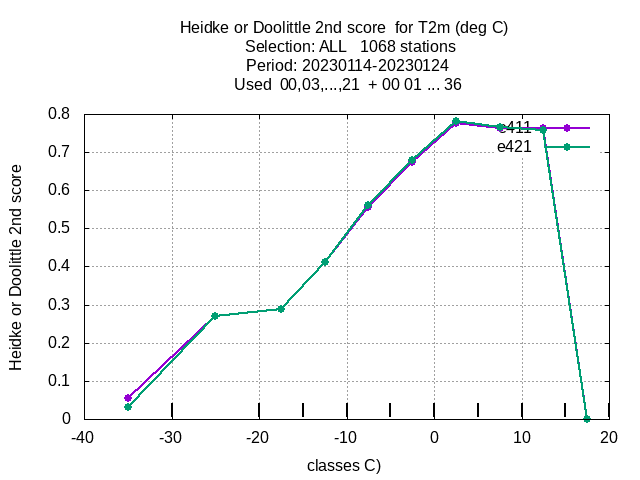 Heidke or Doolittle 2nd score  for T2m (deg C)
Selection: ALL   1068 stations
Period: 20230114-20230124
Used  00,03,...,21  + 00 01 ... 36
Heidke or Doolittle 2nd score
0.8
0.7
0.6
0.5
0.4
0.3
0.2
0.1
0
e411
e421
-40 -30 -20 -10 0 10 20
classes C)